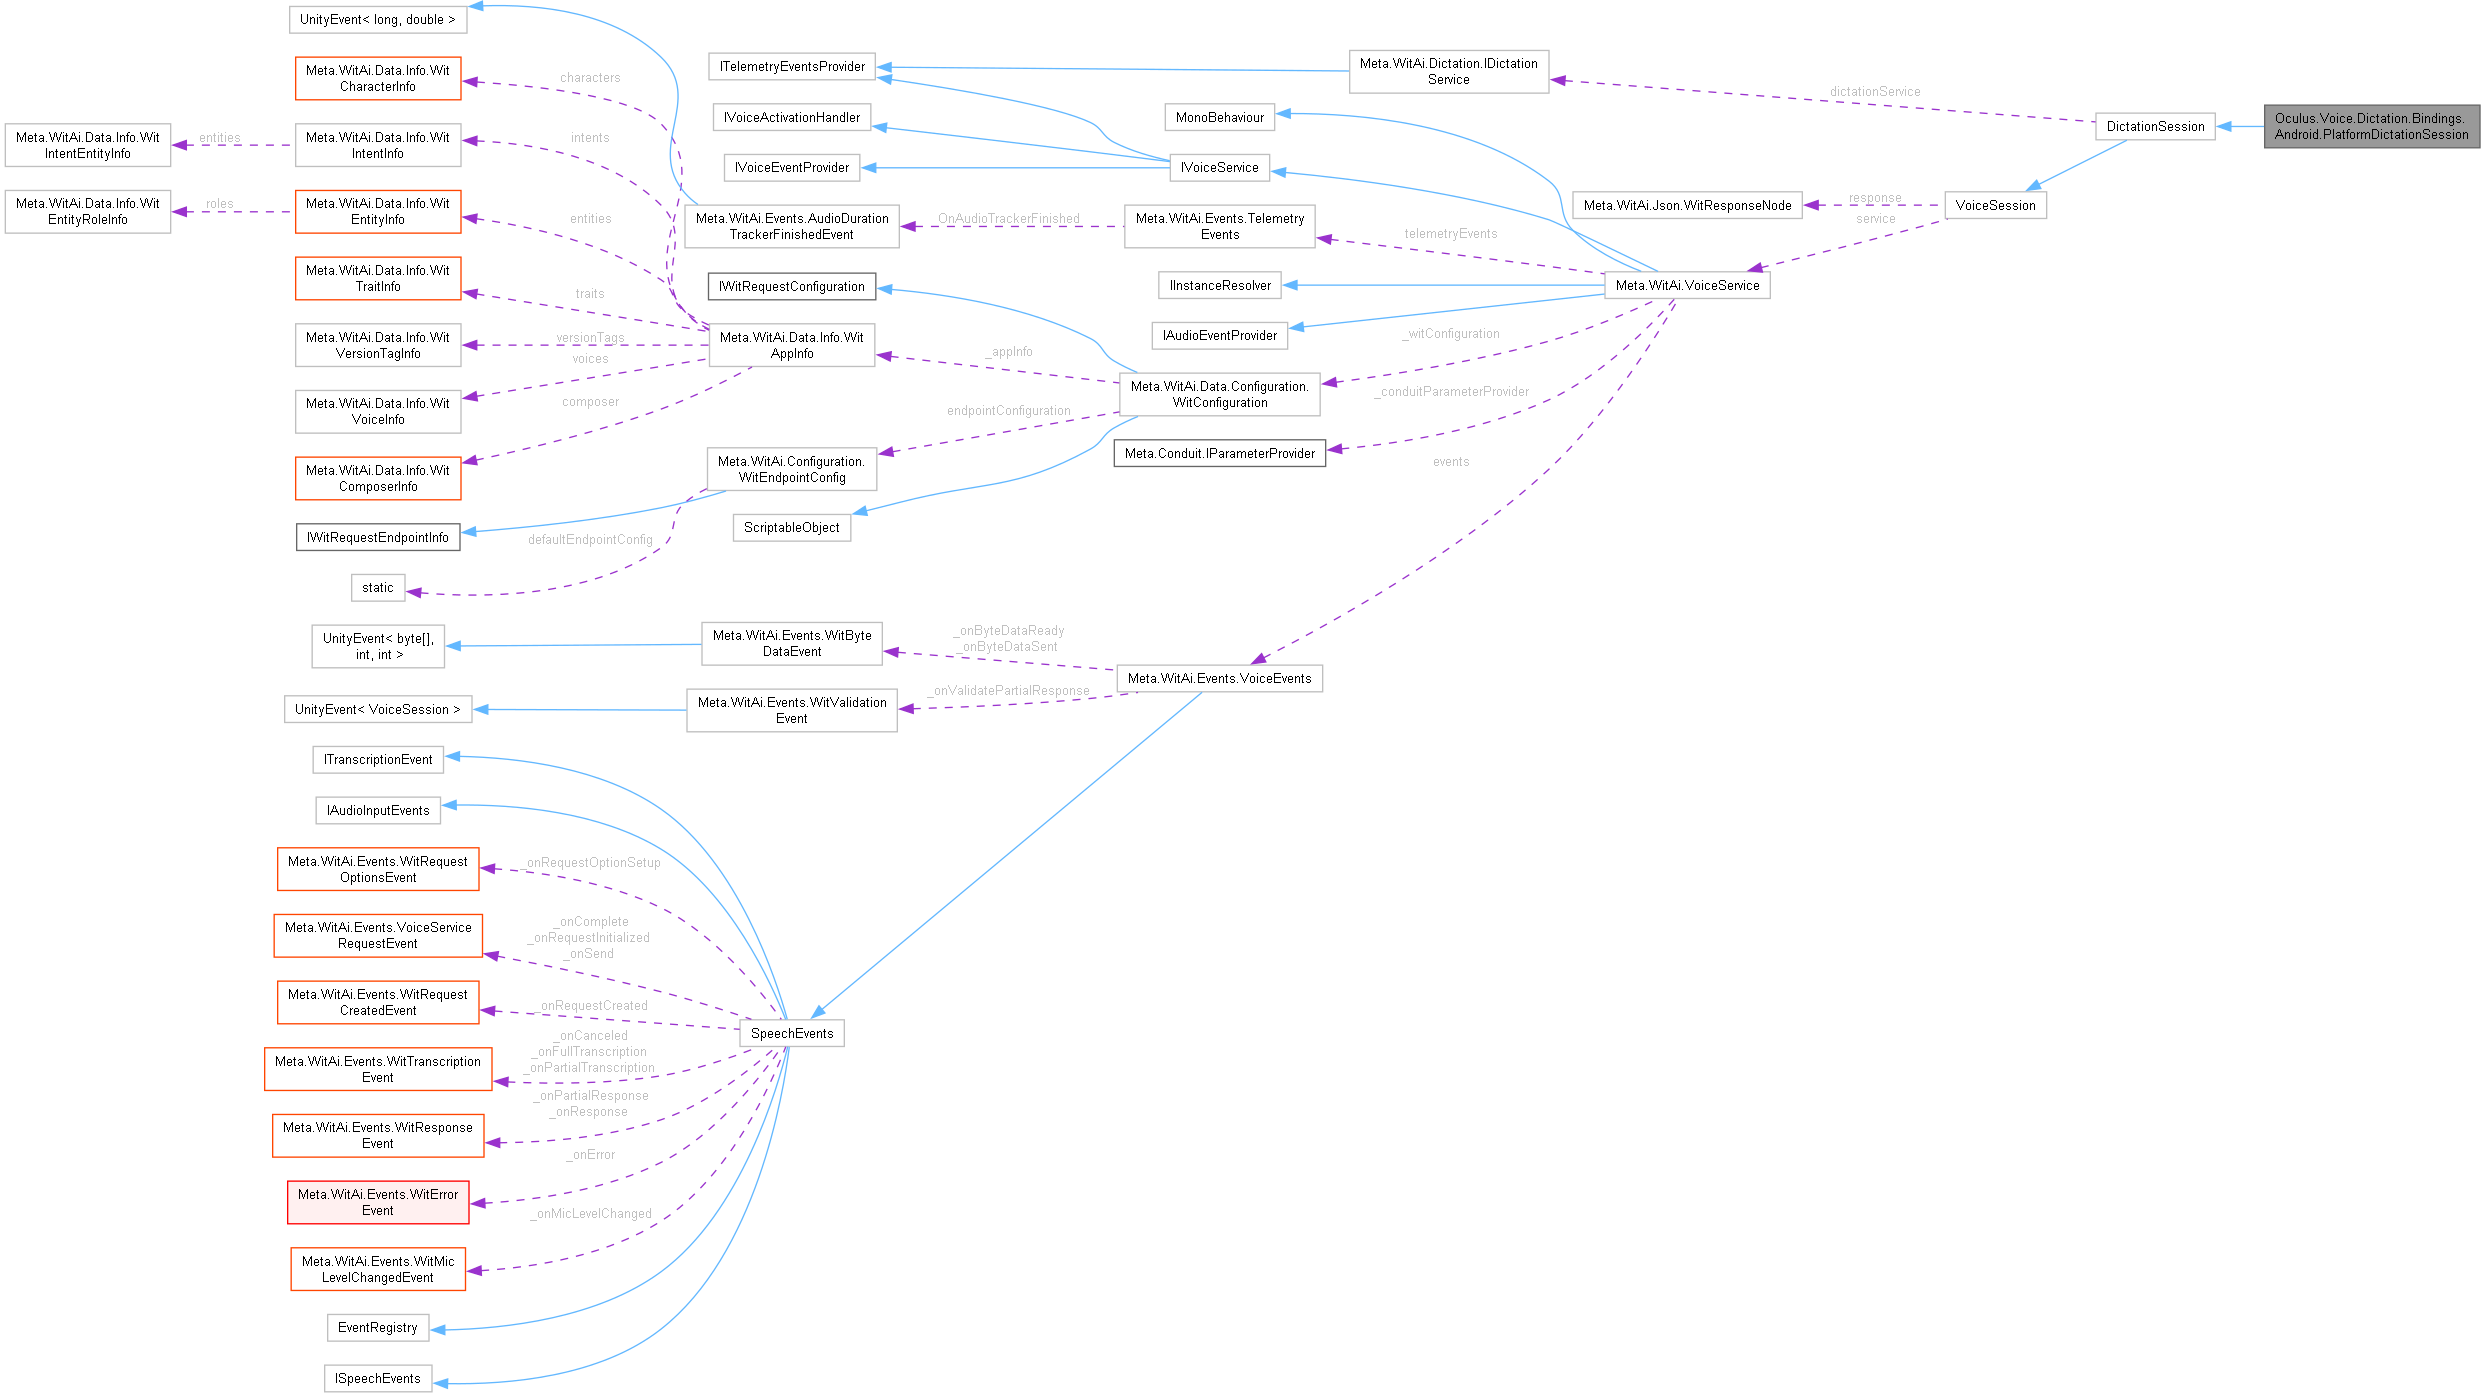 UnityEvent< long, double >
Meta.WitAi.Data.Info.Wit
CharacterInfo
characters
ITelemetryEventsProvider
Meta.WitAi.Dictation.IDictation
Service
dictationService
IVoiceActivationHandler
MonoBehaviour
DictationSession
Oculus.Voice.Dictation.Bindings.
Android.PlatformDictationSession
Meta.WitAi.Data.Info.Wit
IntentEntityInfo
entities
Meta.WitAi.Data.Info.Wit
IntentInfo
intents
IVoiceEventProvider
IVoiceService
Meta.WitAi.Data.Info.Wit
EntityRoleInfo
roles
Meta.WitAi.Data.Info.Wit
EntityInfo
entities
Meta.WitAi.Events.AudioDuration
TrackerFinishedEvent
OnAudioTrackerFinished
Meta.WitAi.Events.Telemetry
Events
telemetryEvents
Meta.WitAi.Json.WitResponseNode
response
service
VoiceSession
Meta.WitAi.Data.Info.Wit
TraitInfo
traits
IWitRequestConfiguration
IInstanceResolver
Meta.WitAi.VoiceService
Meta.WitAi.Data.Info.Wit
VersionTagInfo
versionTags
voices
Meta.WitAi.Data.Info.Wit
AppInfo
_appInfo
IAudioEventProvider
_witConfiguration
Meta.WitAi.Data.Info.Wit
VoiceInfo
composer
endpointConfiguration
Meta.WitAi.Data.Configuration.
WitConfiguration
_conduitParameterProvider
Meta.WitAi.Data.Info.Wit
ComposerInfo
Meta.WitAi.Configuration.
WitEndpointConfig
Meta.Conduit.IParameterProvider
events
IWitRequestEndpointInfo
defaultEndpointConfig
ScriptableObject
static
UnityEvent< byte[],
int, int >
Meta.WitAi.Events.WitByte
DataEvent
_onByteDataReady
_onByteDataSent
Meta.WitAi.Events.VoiceEvents
UnityEvent< VoiceSession >
Meta.WitAi.Events.WitValidation
Event
_onValidatePartialResponse
ITranscriptionEvent
IAudioInputEvents
Meta.WitAi.Events.WitRequest
OptionsEvent
_onRequestOptionSetup
Meta.WitAi.Events.VoiceService
RequestEvent
_onComplete
_onRequestInitialized
_onSend
Meta.WitAi.Events.WitRequest
CreatedEvent
_onRequestCreated
SpeechEvents
Meta.WitAi.Events.WitTranscription
Event
_onCanceled
_onFullTranscription
_onPartialTranscription
Meta.WitAi.Events.WitResponse
Event
_onPartialResponse
_onResponse
Meta.WitAi.Events.WitError
Event
_onError
Meta.WitAi.Events.WitMic
LevelChangedEvent
_onMicLevelChanged
EventRegistry
ISpeechEvents